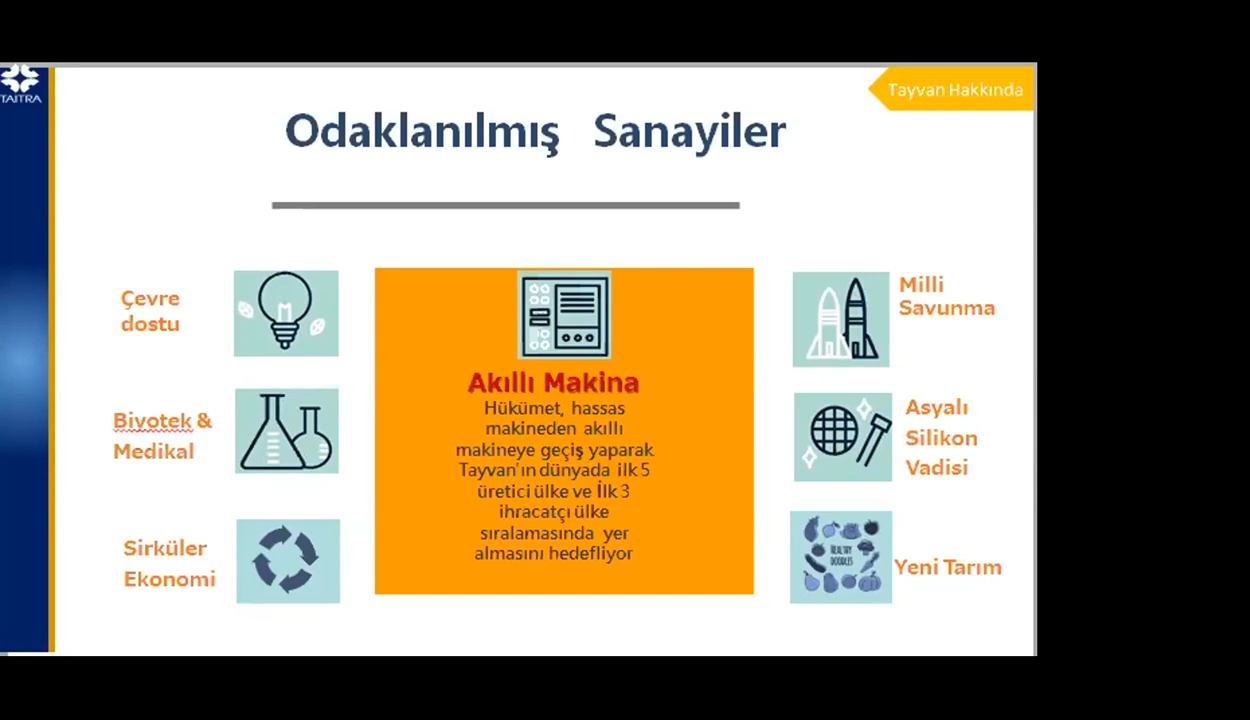 TAITRA
Tayvan Hakkında
Odaklanılmış Sanayiler
Çevre
dostu
Biyotek &
Medikal
Sirküler
Ekonomi
Akıllı Makina
Hükümet, hassas
makineden akıllı
makineye geçiş yaparak
Tayvan'ın dünyada ilk 5
üretici ülke ve İlk 3
ihracatçı ülke
sıralamasında yer
almasını hedefliyor
Milli
Savunma
Asyalı
Silikon
Vadisi
HEALTHY
DOODLES
Yeni Tarım